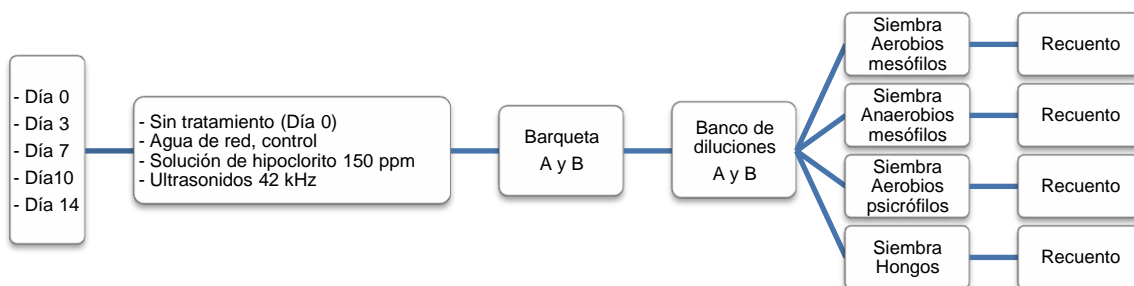 - Día 0
- Día 3
- Día 7
- Día10
- Día 14
- Sin tratamiento (Día 0)
- Agua de red, control
- Solución de hipoclorito 150 ppm
- Ultrasonidos 42 kHz
Barqueta
A y B
Banco de
diluciones
A y B
Siembra
Aerobios
mesófilos
Recuento
Siembra
Anaerobios
mesófilos
Recuento
Siembra
Aerobios
psicrófilos
Recuento
Siembra
Hongos
Recuento